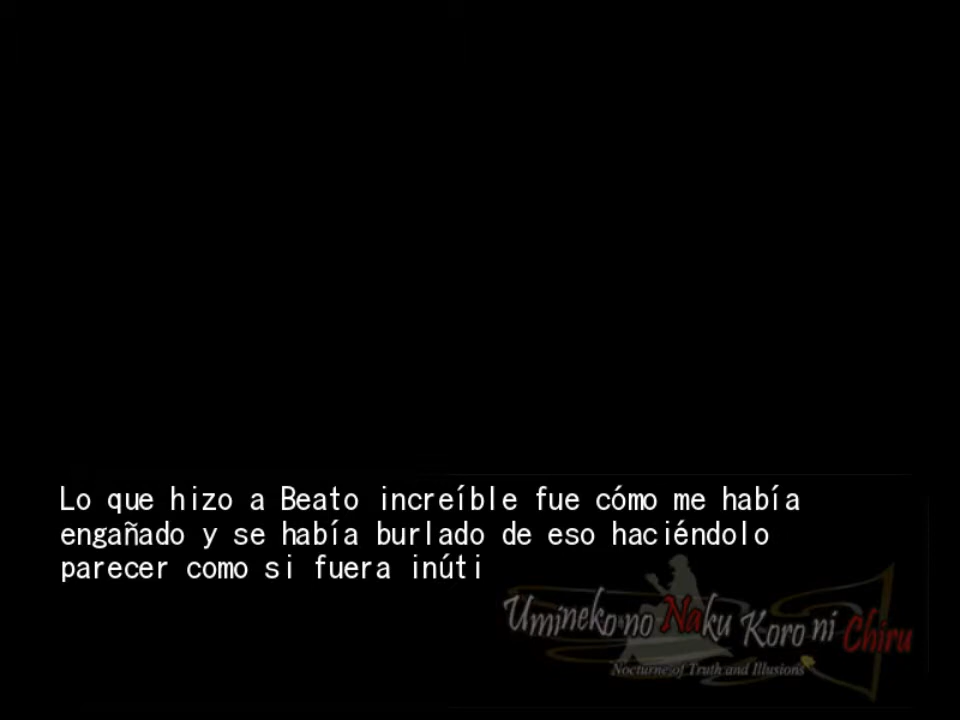 Lo que hizo a Beato increíble fue cómo me había
engañado y se había burlado de eso haciéndolo
parecer como si fuera inúti
Umineko no Naku Koro ni Chiru
Nocturne of Truth and Illusions